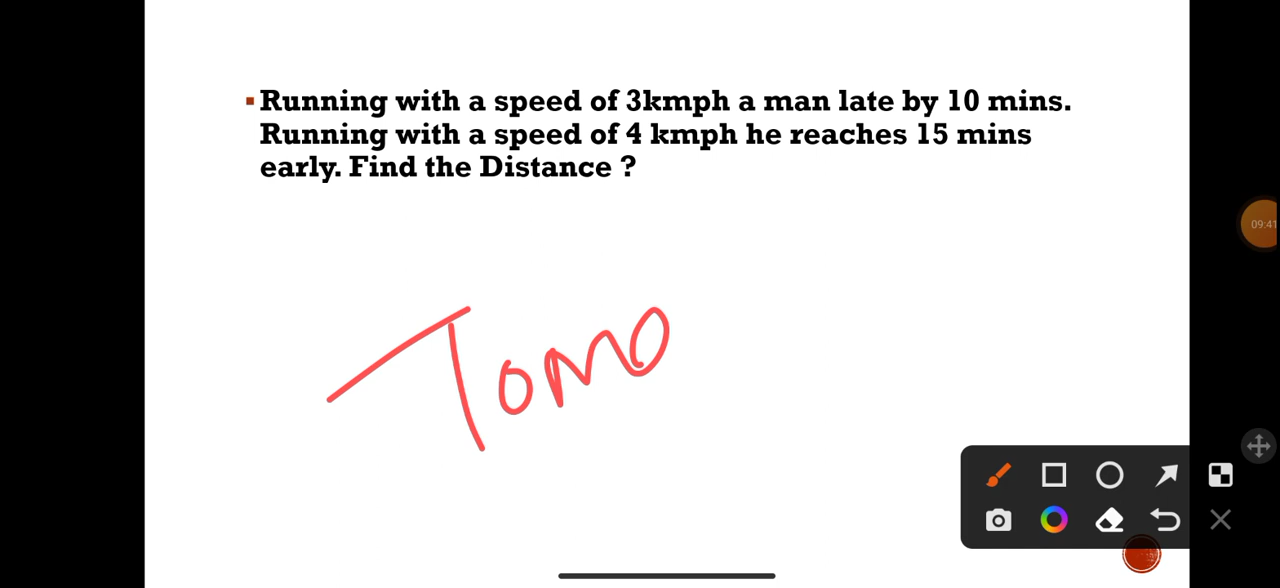 ▪Running with a speed of 3kmph a man late by 10 mins.
Running with a speed of 4 kmph he reaches 15 mins
early. Find the Distance ?
09:41
Tomo